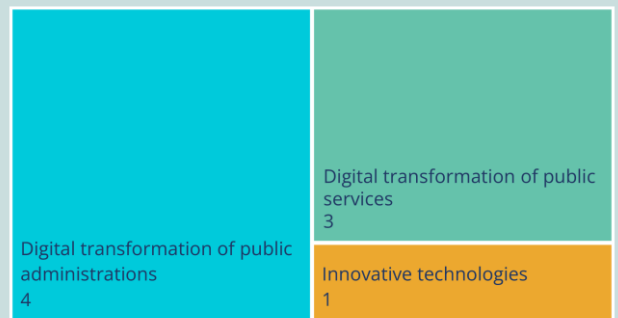 Digital transformation of public
administrations
4
Digital transformation of public
services
3
Innovative technologies
1